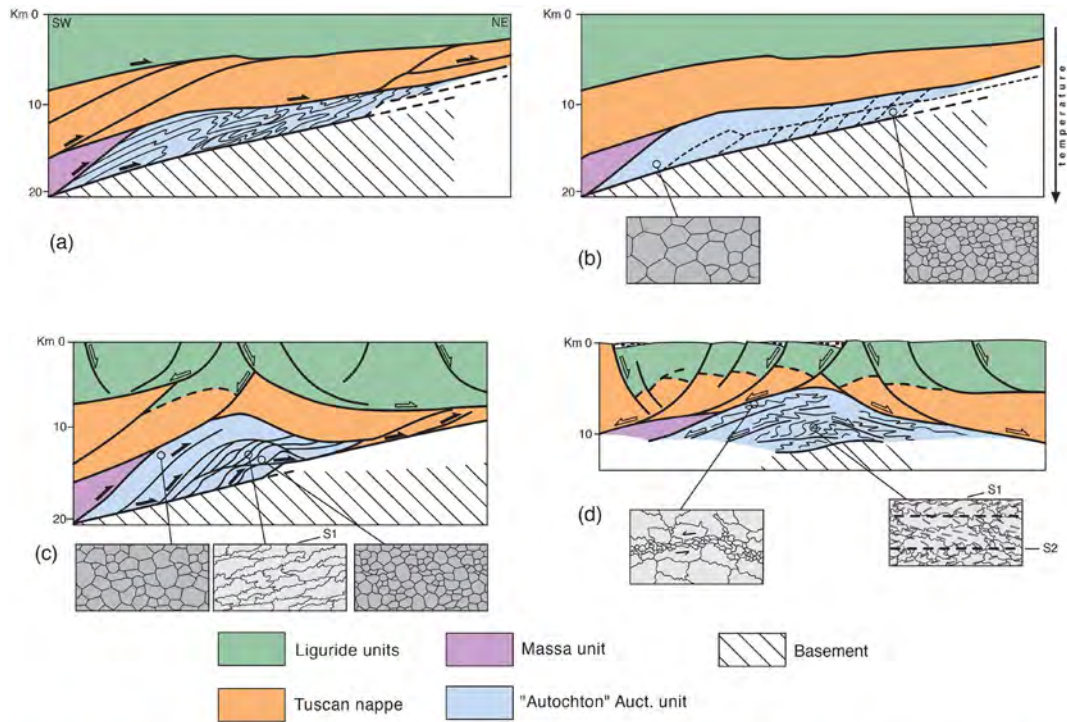 Km 0
SW
NE
10
20
(a)
Km 0
10
20
temperature
(b)
Km 0
10
20
S1
(c)
Km 0
10
S1
S2
(d)
Liguride units
Massa unit
Basement
Tuscan nappe
"Autochton" Auct. unit